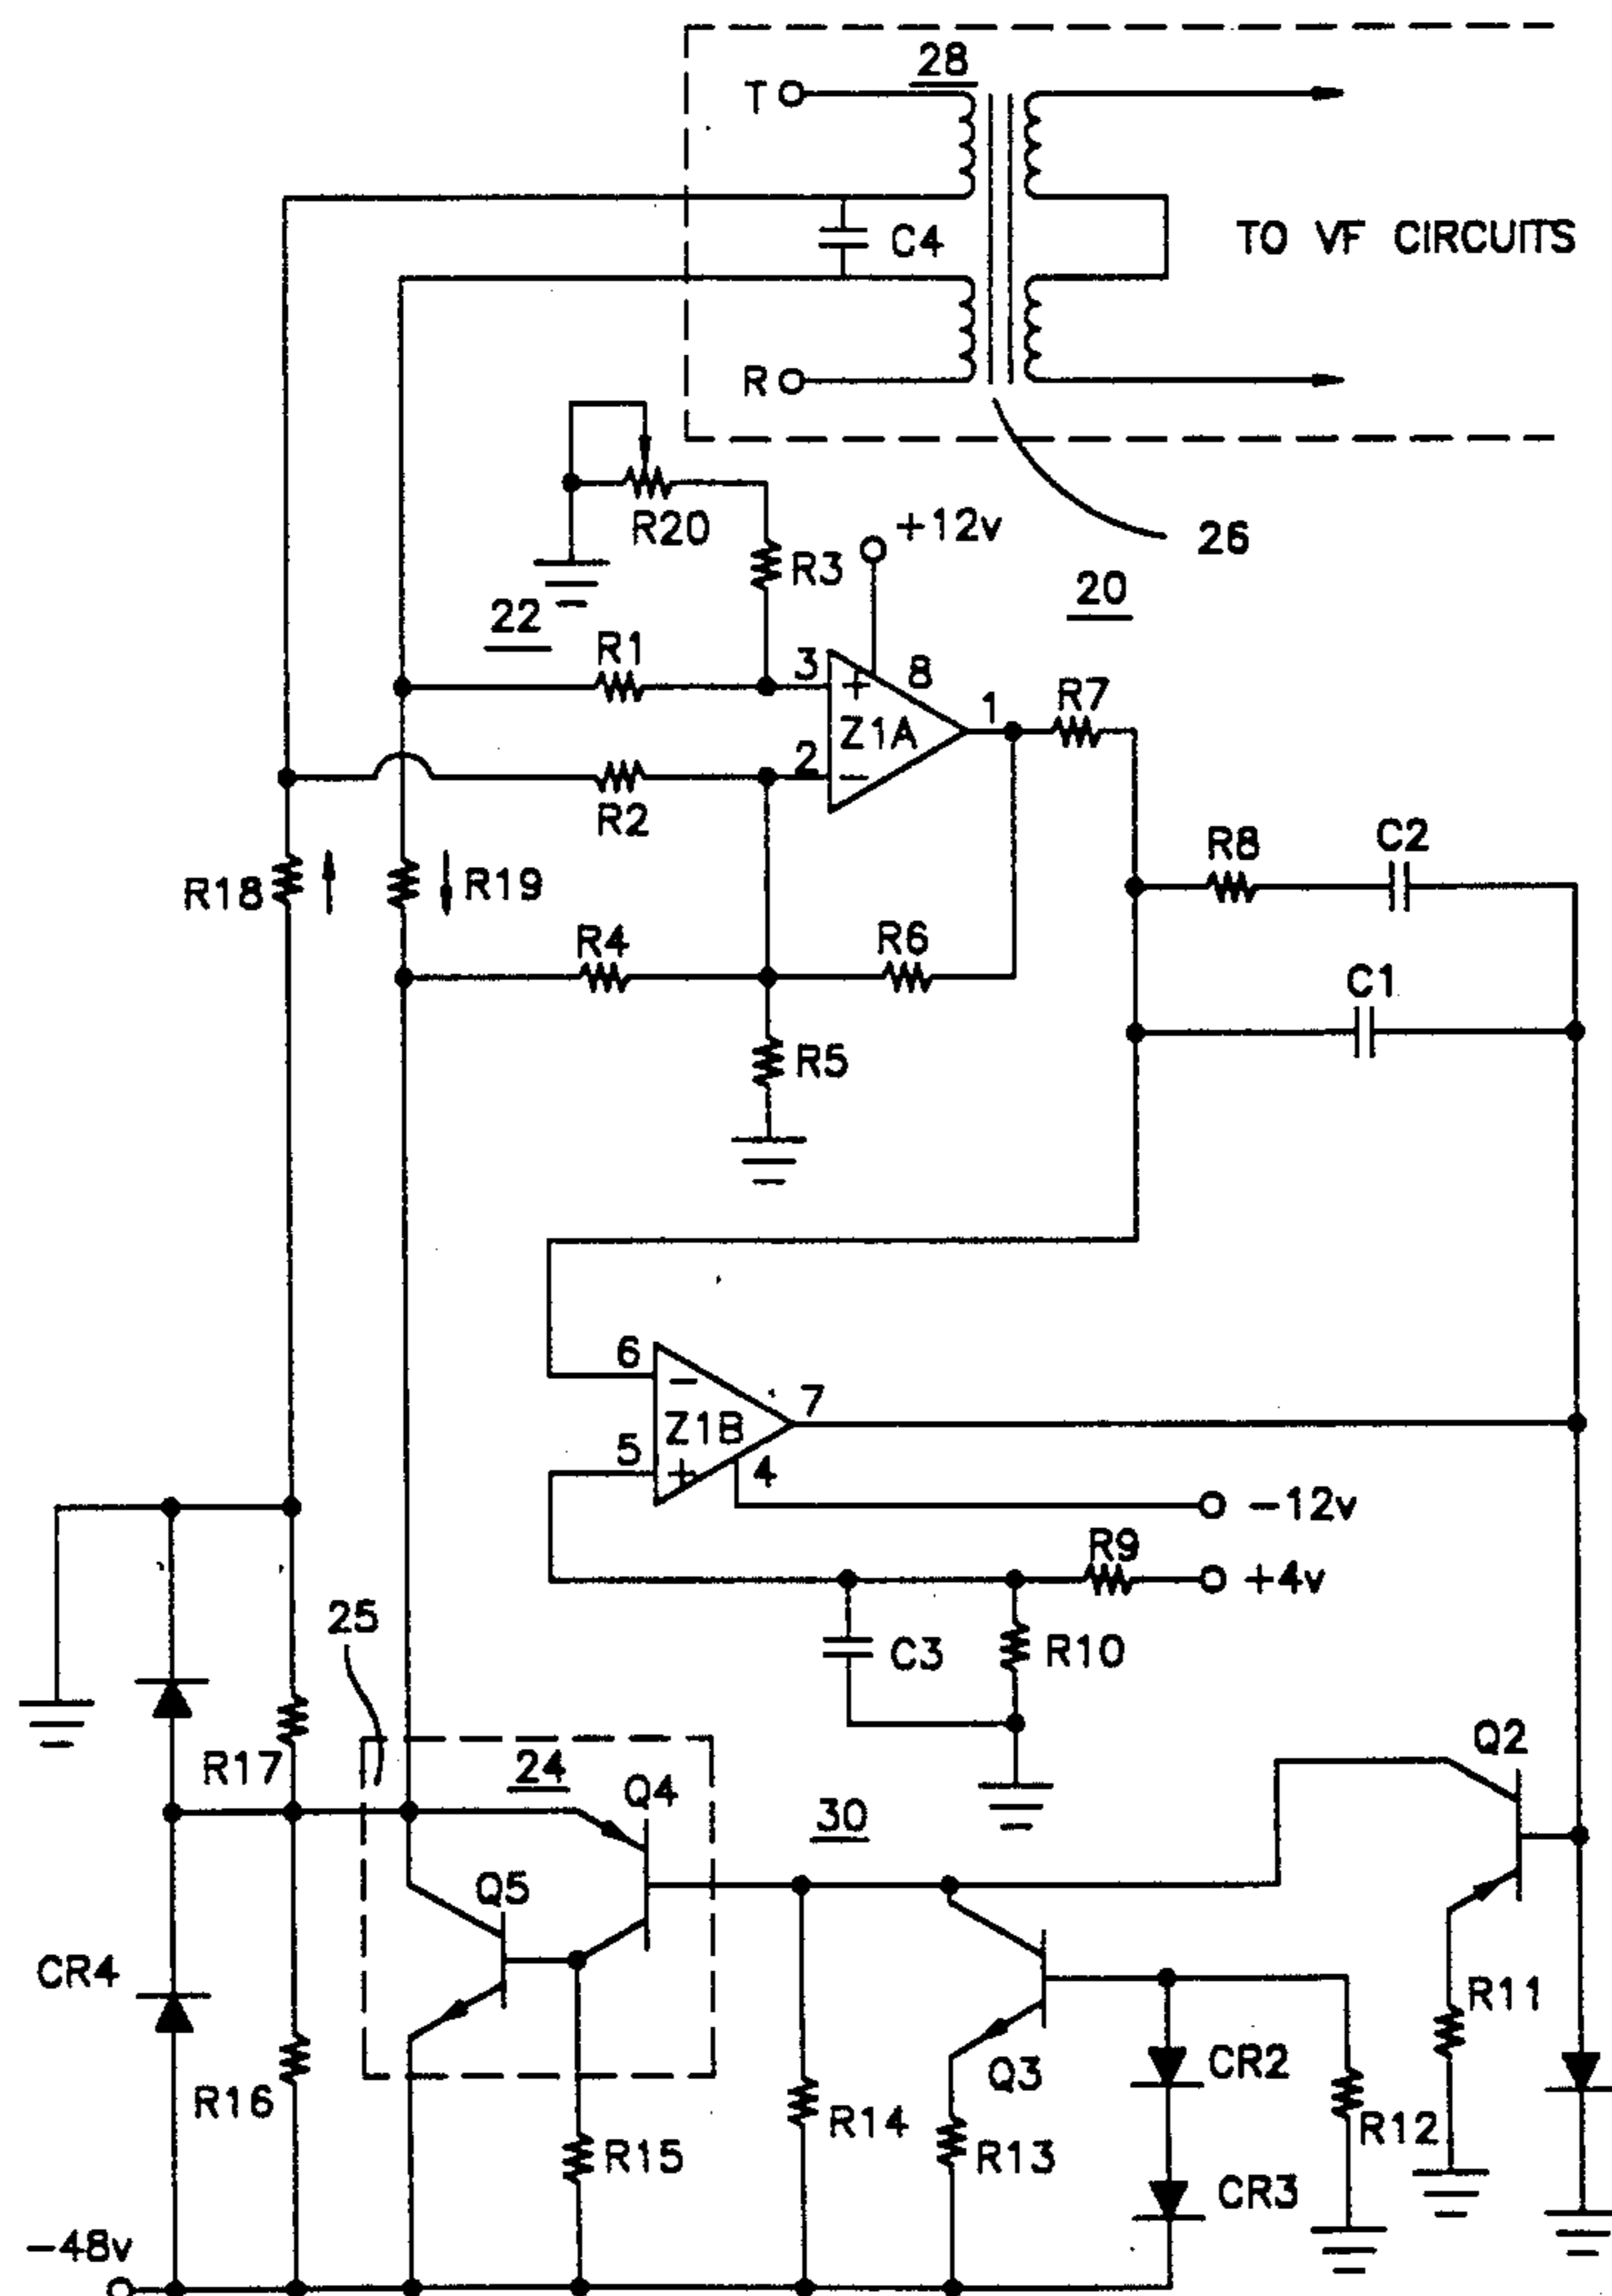 28
T
C4
TO VF CIRCUITS
R
R20
+12v
26
R3
20
22
R1
3
+
8
Z1A
1
R7
2
−
R2
R8
C2
R18
R19
R4
R6
C1
R5
6
−
Z1B
7
5
+
4
−12v
R9
+4v
25
C3
R10
R17
24
Q4
Q2
30
Q5
CR4
R11
CR2
Q3
R16
R14
R12
R15
R13
CR3
−48v